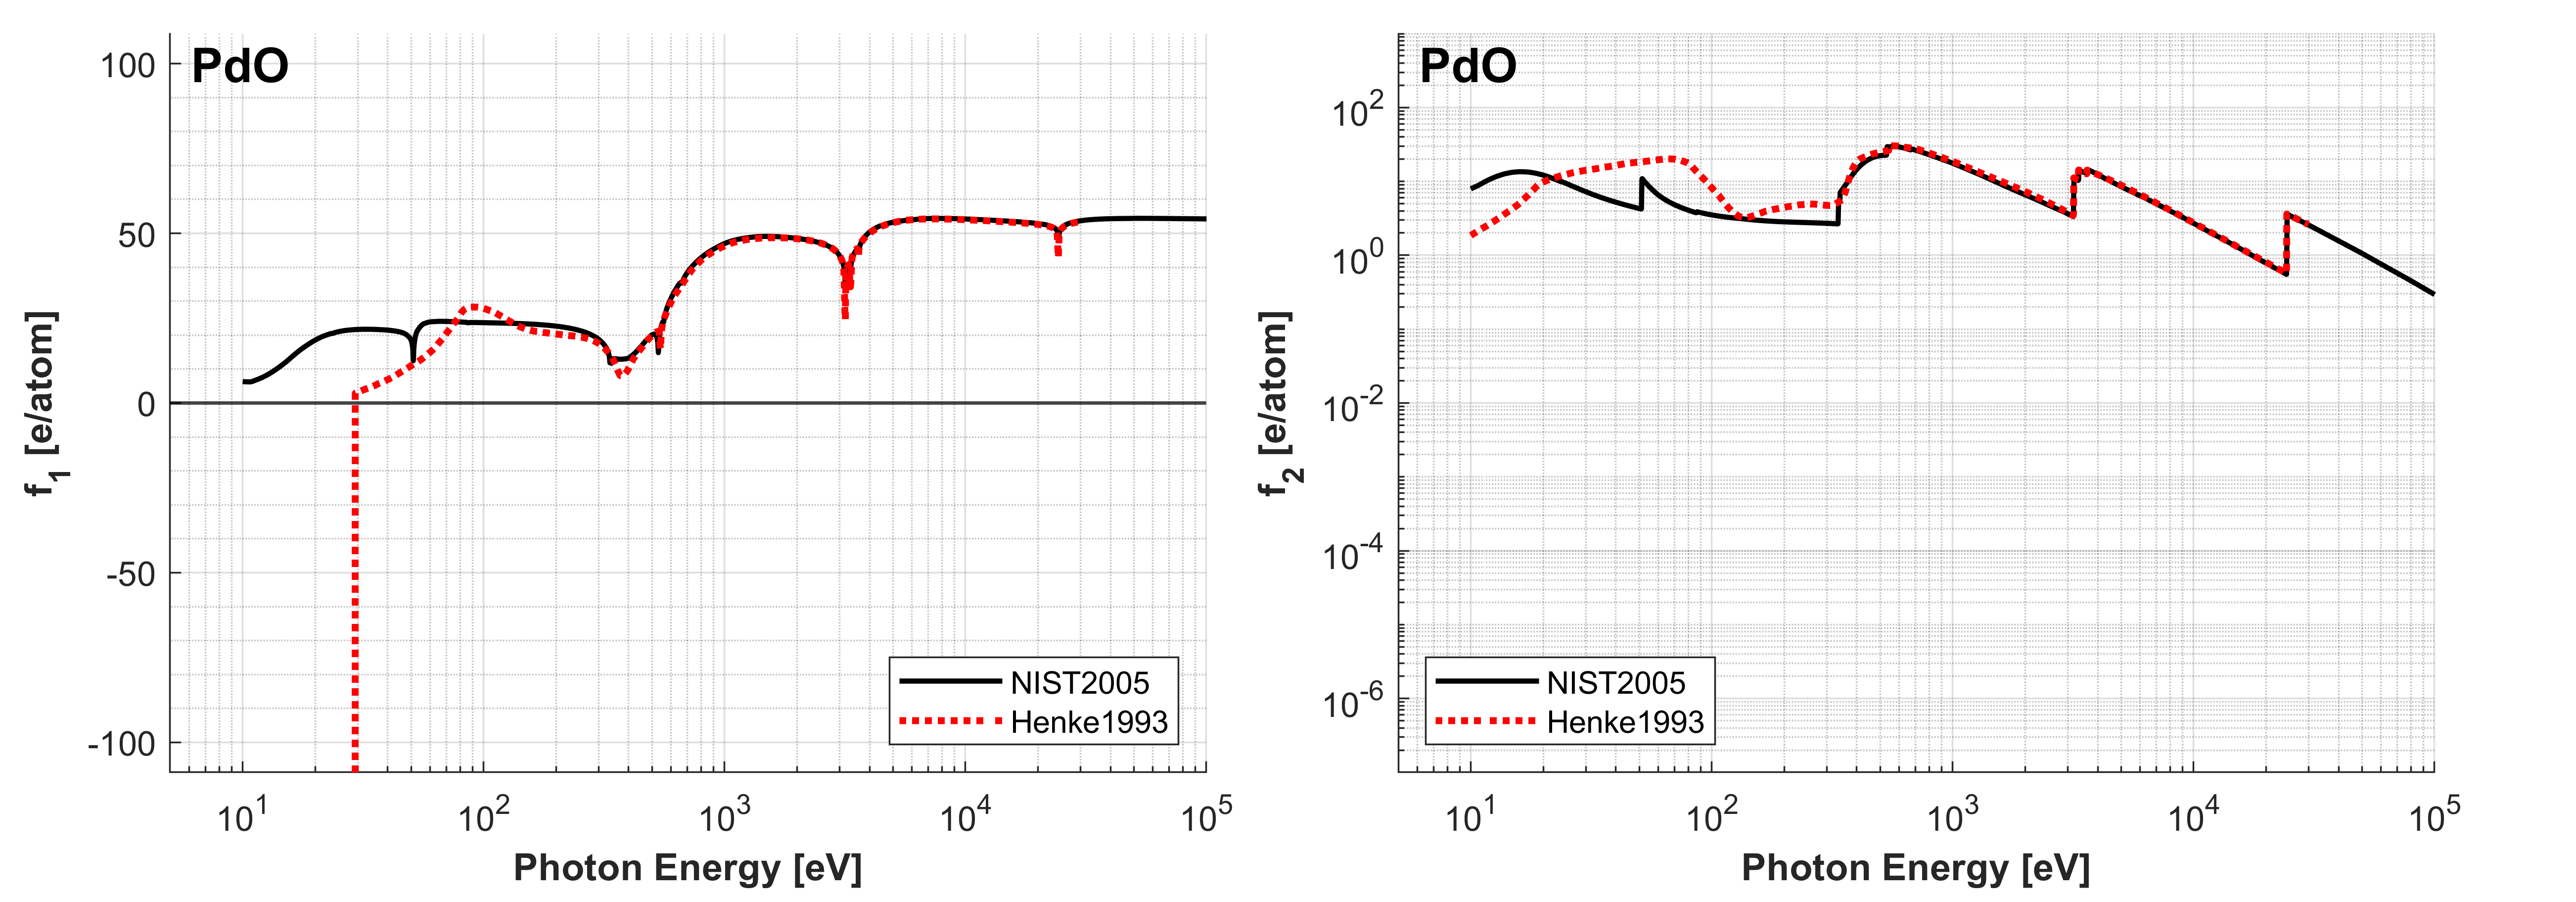 PdO
100
50
0
-50
-100
f1 [e/atom]
10^1 10^2 10^3 10^4 10^5
Photon Energy [eV]
NIST2005
Henke1993
PdO
10^2
10^0
10^-2
10^-4
10^-6
f2 [e/atom]
10^1 10^2 10^3 10^4 10^5
Photon Energy [eV]
NIST2005
Henke1993